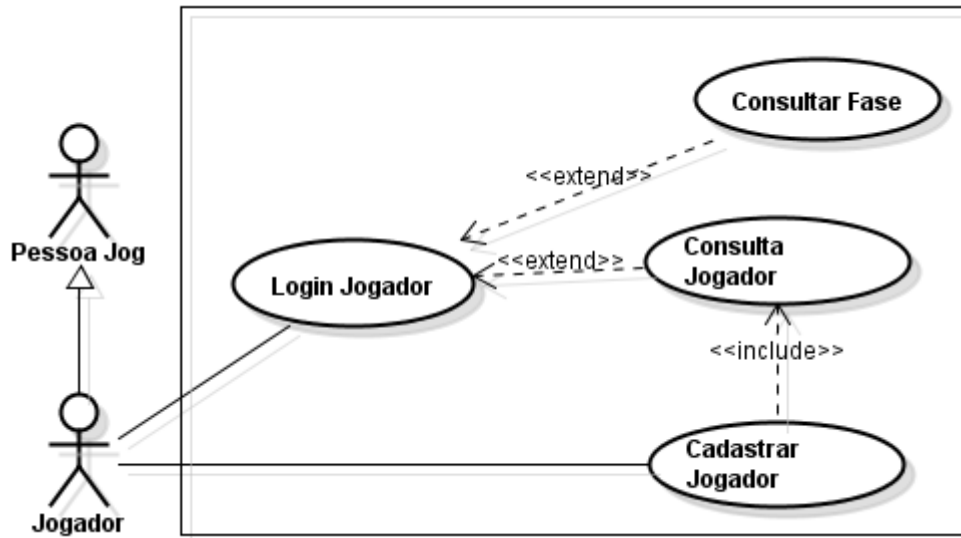 Consultar Fase
<<extend>>
Pessoa Jog
Consulta
Jogador
<<extend>>
Login Jogador
<<include>>
Cadastrar
Jogador
Jogador